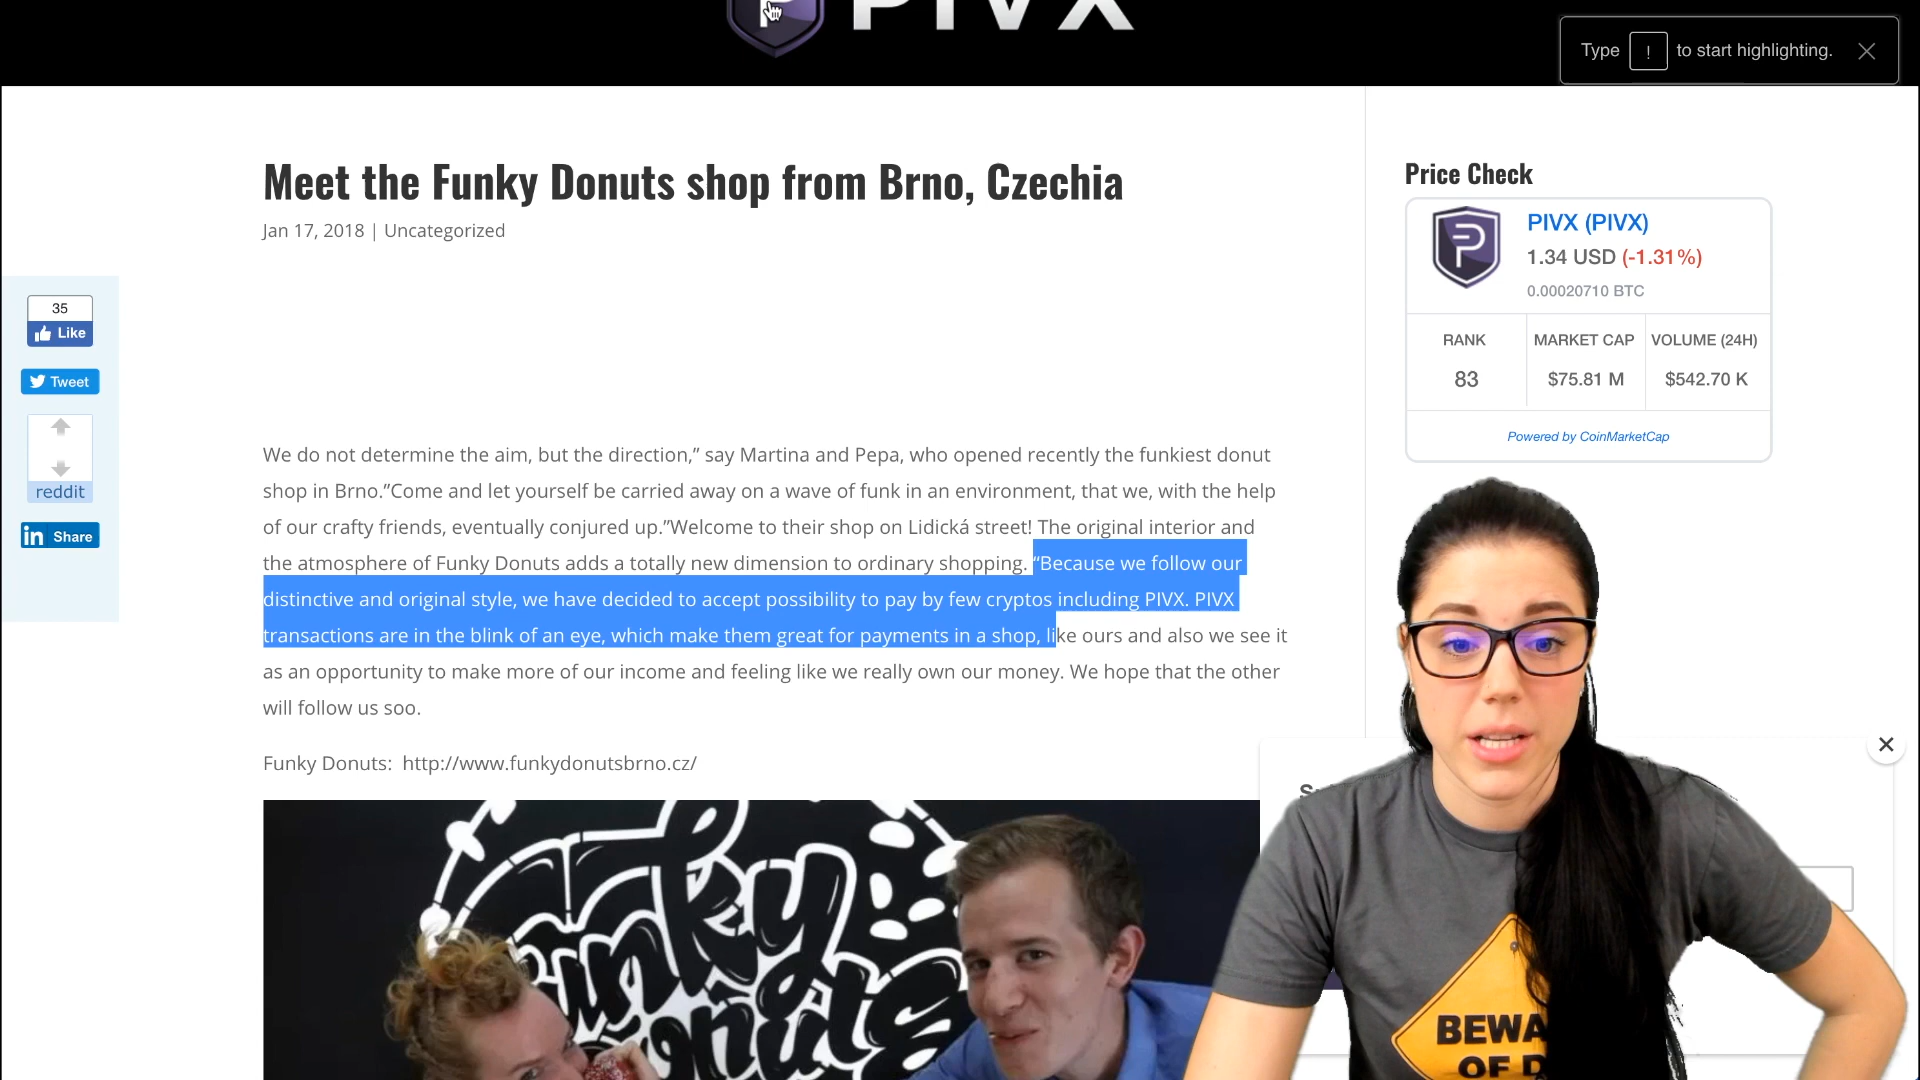 PIVX
Type ! to start highlighting.
Meet the Funky Donuts shop from Brno, Czechia
Jan 17, 2018 | Uncategorized
35
Like
Tweet
reddit
in Share
We do not determine the aim, but the direction,” say Martina and Pepa, who opened recently the funkiest donut
shop in Brno.”Come and let yourself be carried away on a wave of funk in an environment, that we, with the help
of our crafty friends, eventually conjured up.”Welcome to their shop on Lidická street! The original interior and
the atmosphere of Funky Donuts adds a totally new dimension to ordinary shopping. “Because we follow our
distinctive and original style, we have decided to accept possibility to pay by few cryptos including PIVX. PIVX
transactions are in the blink of an eye, which make them great for payments in a shop, like ours and also we see it
as an opportunity to make more of our income and feeling like we really own our money. We hope that the other
will follow us soo.
Funky Donuts: http://www.funkydonutsbrno.cz/
Funky
Donuts
Price Check
PIVX (PIVX)
1.34 USD (-1.31%)
0.00020710 BTC
RANK MARKET CAP VOLUME (24H)
83 $75.81 M $542.70 K
Powered by CoinMarketCap
BEWA
OF D